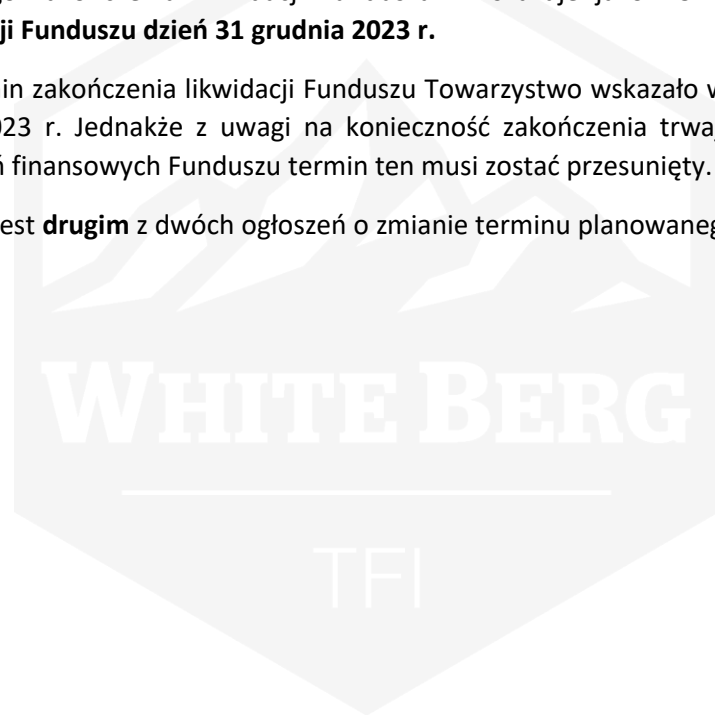 ji Funduszu dzień 31 grudnia 2023 r.
in zakończenia likwidacji Funduszu Towarzystwo wskazało w
023 r. Jednakże z uwagi na konieczność zakończenia trwa
ń finansowych Funduszu termin ten musi zostać przesunięty.
est drugim z dwóch ogłoszeń o zmianie terminu planowaneg
WHITE BERG
TFI